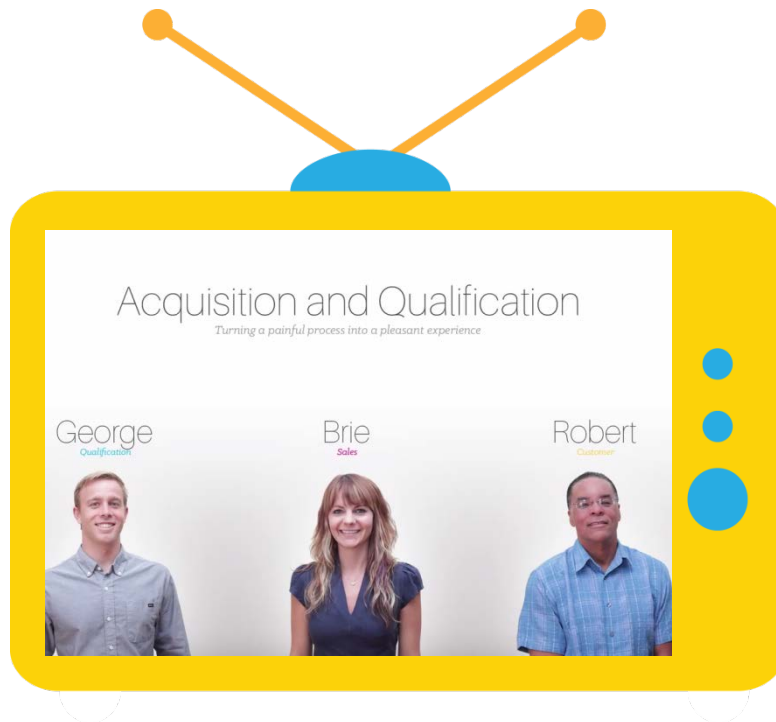 Acquisition and Qualification
Turning a painful process into a pleasant experience
George
Qualification
Brie
Sales
Robert
Customer